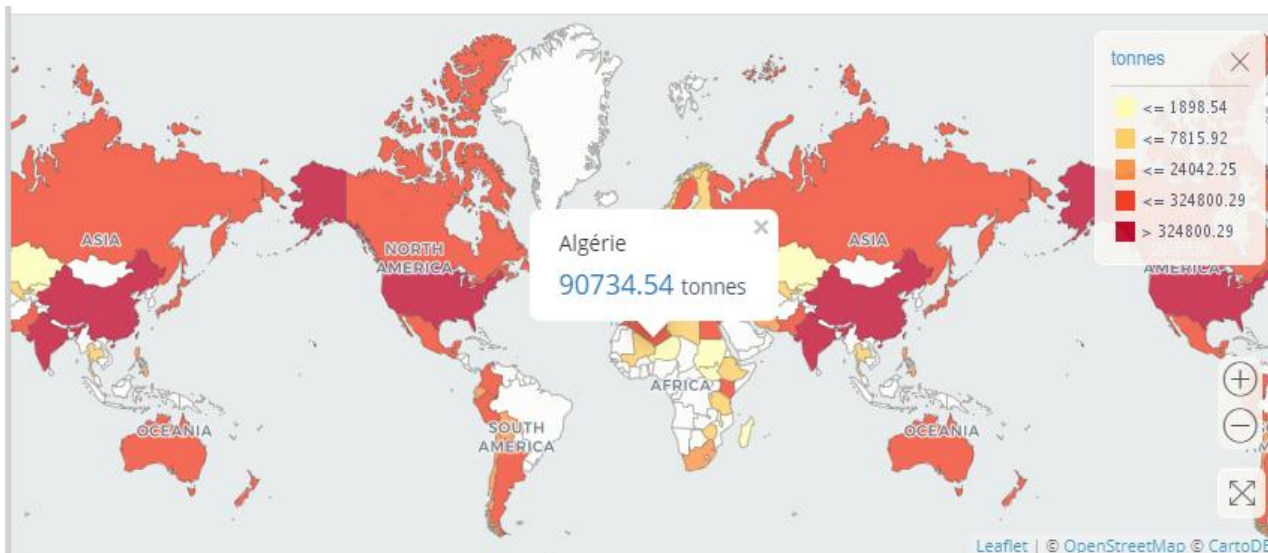 tonnes
<= 1898.54
<= 7815.92
<= 24042.25
<= 324800.29
> 324800.29
ASIA
NORTH
AMERICA
Algérie
90734.54 tonnes
ASIA
AMERICA
AFRICA
OCEANIA
SOUTH
AMERICA
OCEANIA
Leaflet | © OpenStreetMap © CartoDB